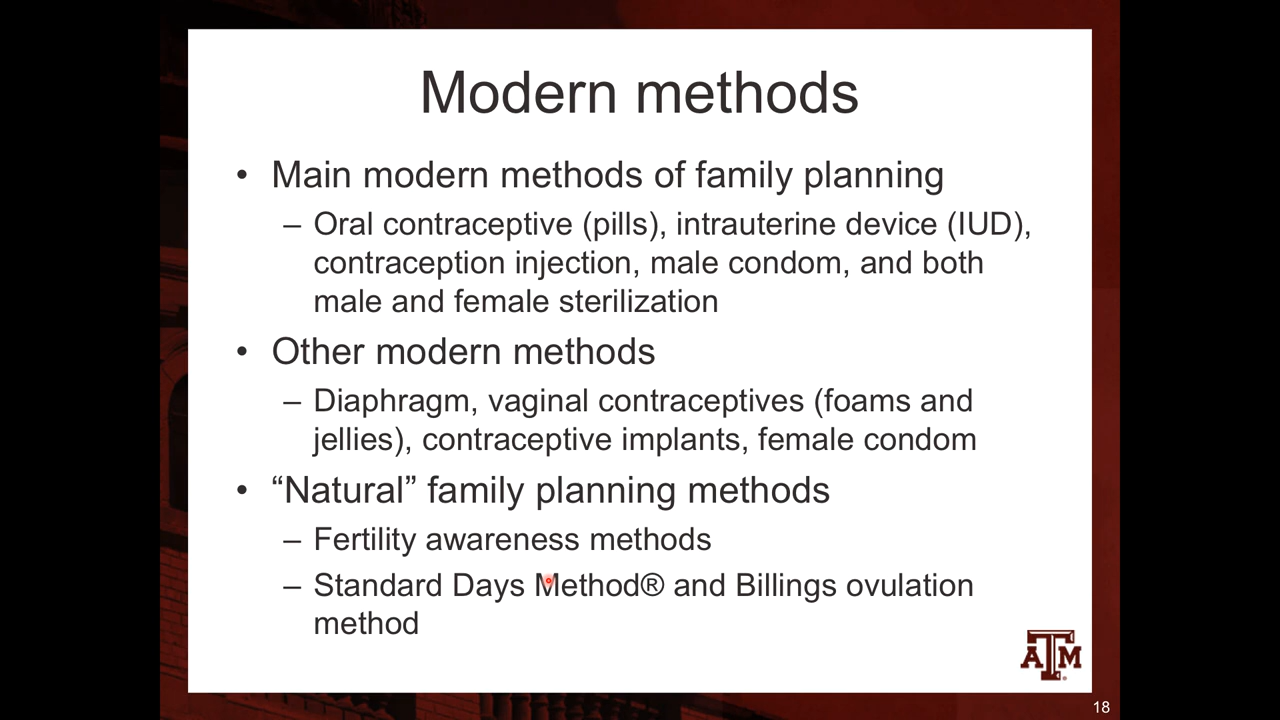 Modern methods
• Main modern methods of family planning
– Oral contraceptive (pills), intrauterine device (IUD),
contraception injection, male condom, and both
male and female sterilization
• Other modern methods
– Diaphragm, vaginal contraceptives (foams and
jellies), contraceptive implants, female condom
• “Natural” family planning methods
– Fertility awareness methods
– Standard Days Method® and Billings ovulation
method
ATM
18